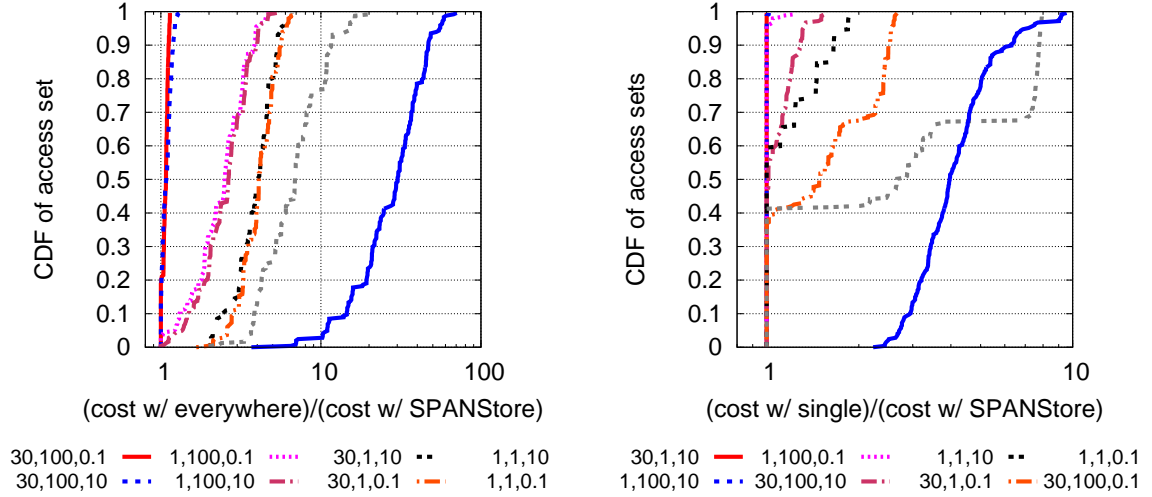 1
0.9
0.8
0.7
0.6
0.5
0.4
0.3
0.2
0.1
0
CDF of access set
1 10 100
(cost w/ everywhere)/(cost w/ SPANStore)
30,100,0.1 1,100,0.1 30,1,10 1,1,10
30,100,10 1,100,10 30,1,0.1 1,1,0.1
1
0.9
0.8
0.7
0.6
0.5
0.4
0.3
0.2
0.1
0
CDF of access sets
1 10
(cost w/ single)/(cost w/ SPANStore)
30,1,10 1,100,0.1 1,1,10 1,1,0.1
1,100,10 30,100,10 30,1,0.1 30,100,0.1